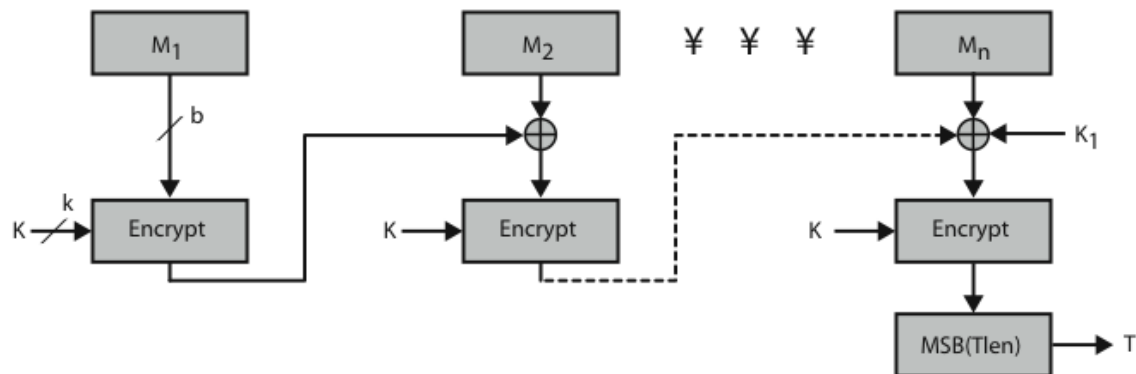 M1
M2
¥ ¥ ¥
Mn
b
K1
k
K
Encrypt
K
Encrypt
K
Encrypt
MSB(Tlen)
T